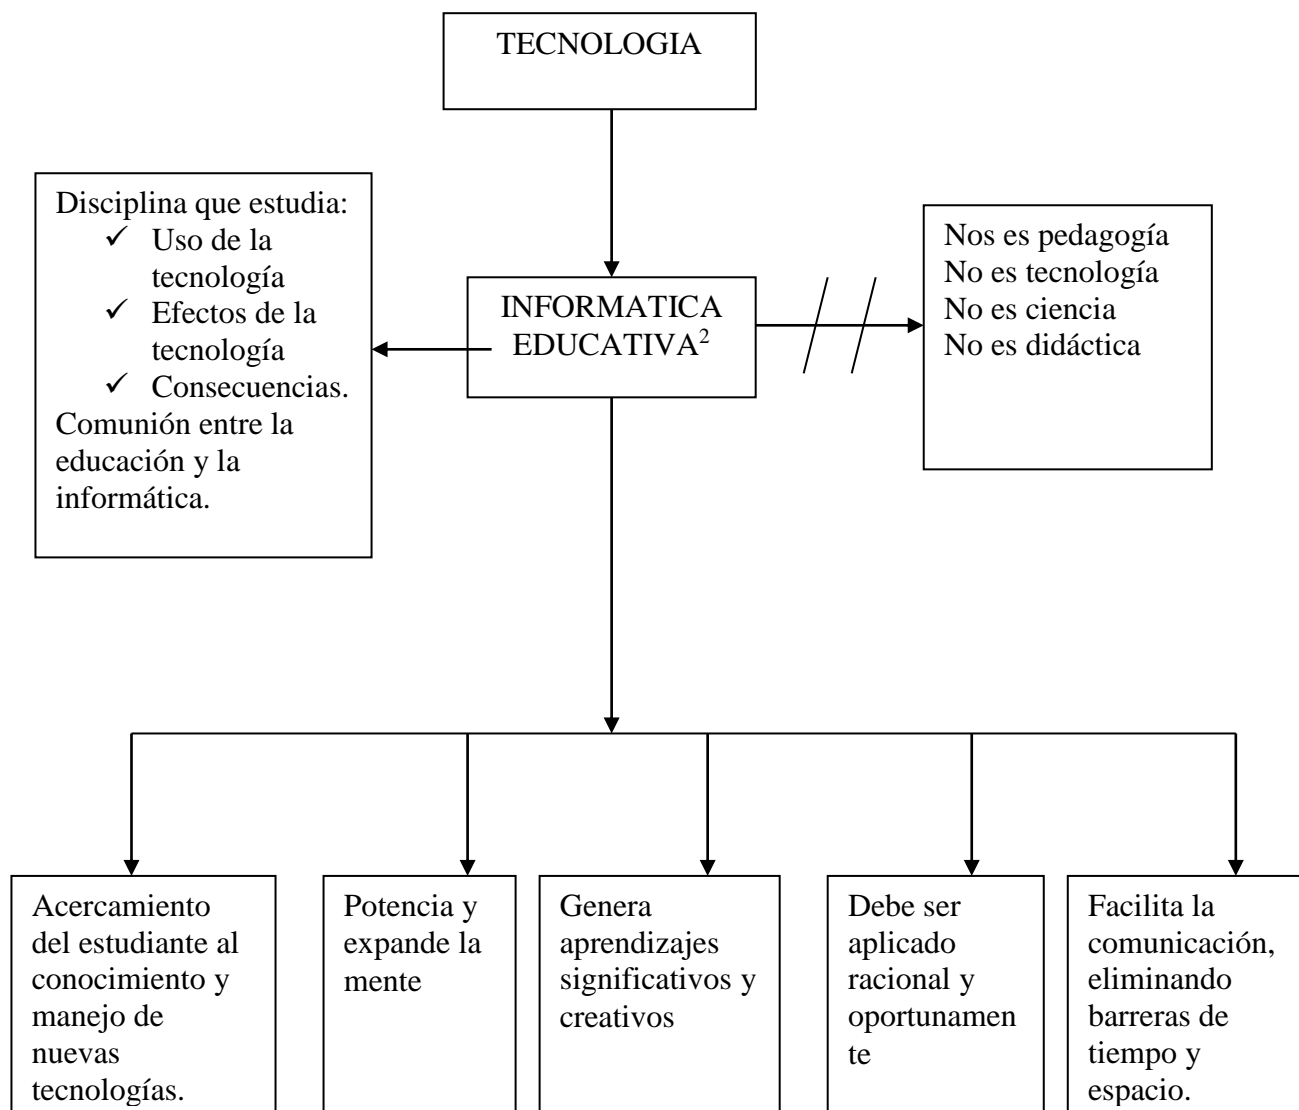 TECNOLOGIA
Disciplina que estudia:
✓ Uso de la
tecnología
✓ Efectos de la
tecnología
✓ Consecuencias.
Comunión entre la
educación y la
informática.
INFORMATICA
EDUCATIVA²
Nos es pedagogía
No es tecnología
No es ciencia
No es didáctica
Acercamiento
del estudiante al
conocimiento y
manejo de
nuevas
tecnologías.
Potencia y
expande la
mente
Genera
aprendizajes
significativos y
creativos
Debe ser
aplicado
racional y
oportunamen
te
Facilita la
comunicación,
eliminando
barreras de
tiempo y
espacio.